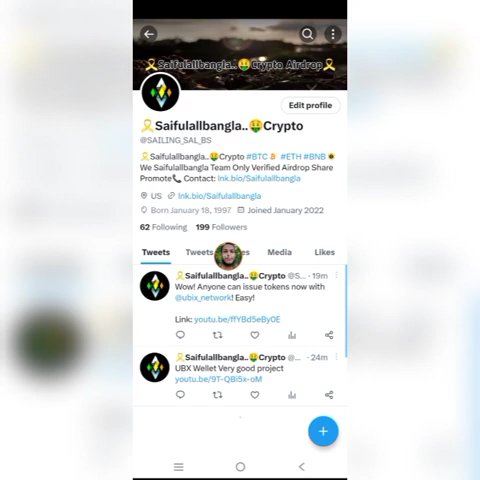 🎗Saifulallbangla..🤑Crypto Airdrop🎗
Edit profile
🎗Saifulallbangla..🤑Crypto
@SAILING_SAL_BS
🎗Saifulallbangla..🤑Crypto #BTC #ETH #BNB
We Saifulallbangla Team Only Verified Airdrop Share
Promote📞 Contact: lnk.bio/Saifulallbangla
US lnk.bio/Saifulallbangla
Born January 18, 1997 Joined January 2022
62 Following 199 Followers
Tweets Tweets Media Likes
🎗Saifulallbangla..🤑Crypto @S... · 19m
Wow! Anyone can issue tokens now with
@ubix_network! Easy!
Link: youtu.be/ffYBd5eBy0E
🎗Saifulallbangla..🤑Crypto @... · 24m
UBX Wellet Very good project
youtu.be/9T-QBi5x-oM